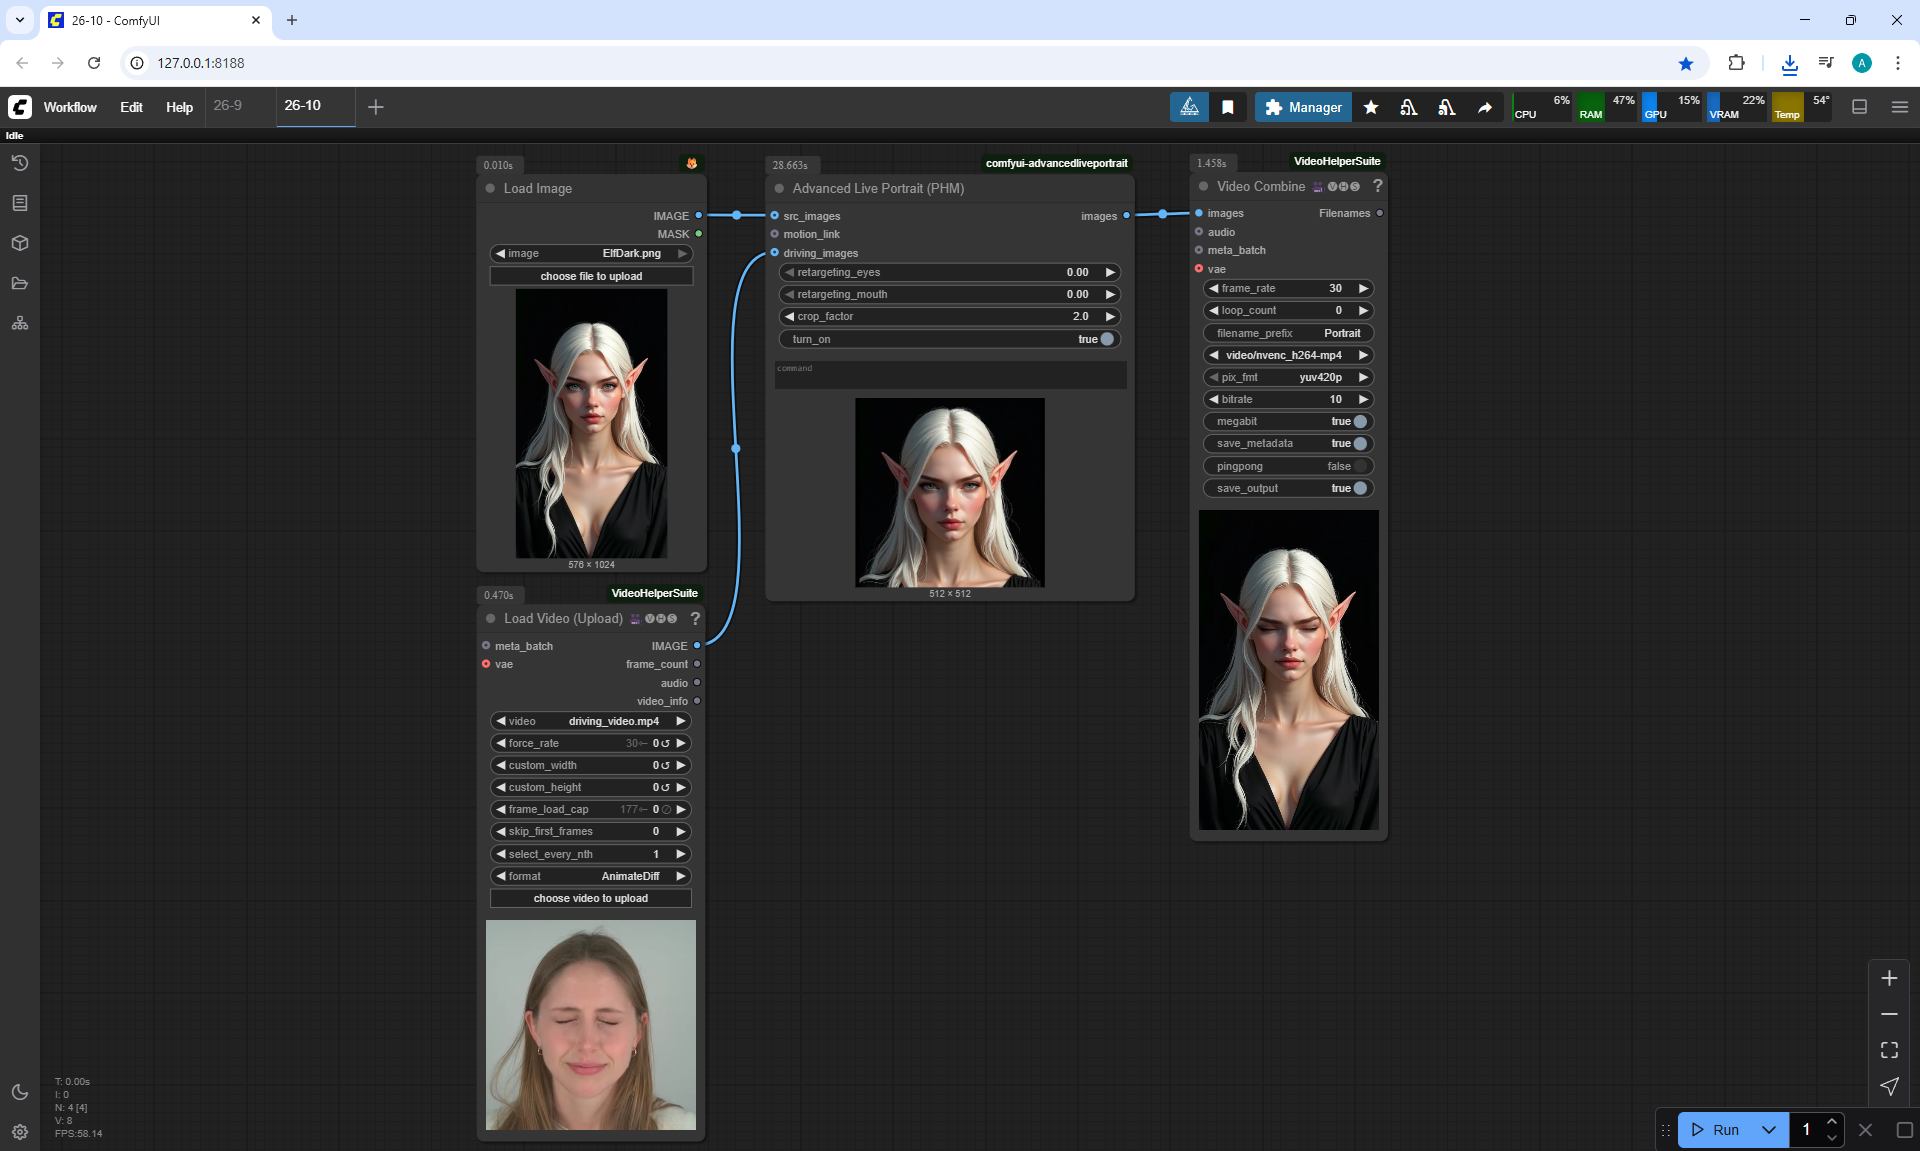 26-10 - ComfyUI
127.0.0.1:8188
A
Workflow
Edit
Help
26-9
26-10
Manager
CPU
6%
RAM
47%
GPU
15%
VRAM
22%
Temp
54°
Idle
0.010s
Load Image
IMAGE
MASK
image
ElfDark.png
choose file to upload
576 × 1024
28.663s
comfyui-advancedliveportrait
Advanced Live Portrait (PHM)
src_images
images
motion_link
driving_images
retargeting_eyes
0.00
retargeting_mouth
0.00
crop_factor
2.0
turn_on
true
command
512 × 512
1.458s
VideoHelperSuite
Video Combine
VHS
?
images
Filenames
audio
meta_batch
vae
frame_rate
30
loop_count
0
filename_prefix
Portrait
video/nvenc_h264-mp4
pix_fmt
yuv420p
bitrate
10
megabit
true
save_metadata
true
pingpong
false
save_output
true
0.470s
VideoHelperSuite
Load Video (Upload)
VHS
?
meta_batch
IMAGE
vae
frame_count
audio
video_info
video
driving_video.mp4
force_rate
30← 0
custom_width
0
custom_height
0
frame_load_cap
177← 0
skip_first_frames
0
select_every_nth
1
format
AnimateDiff
choose video to upload
T: 0.00s
I: 0
N: 4 [4]
V: 8
FPS:58.14
Run
1